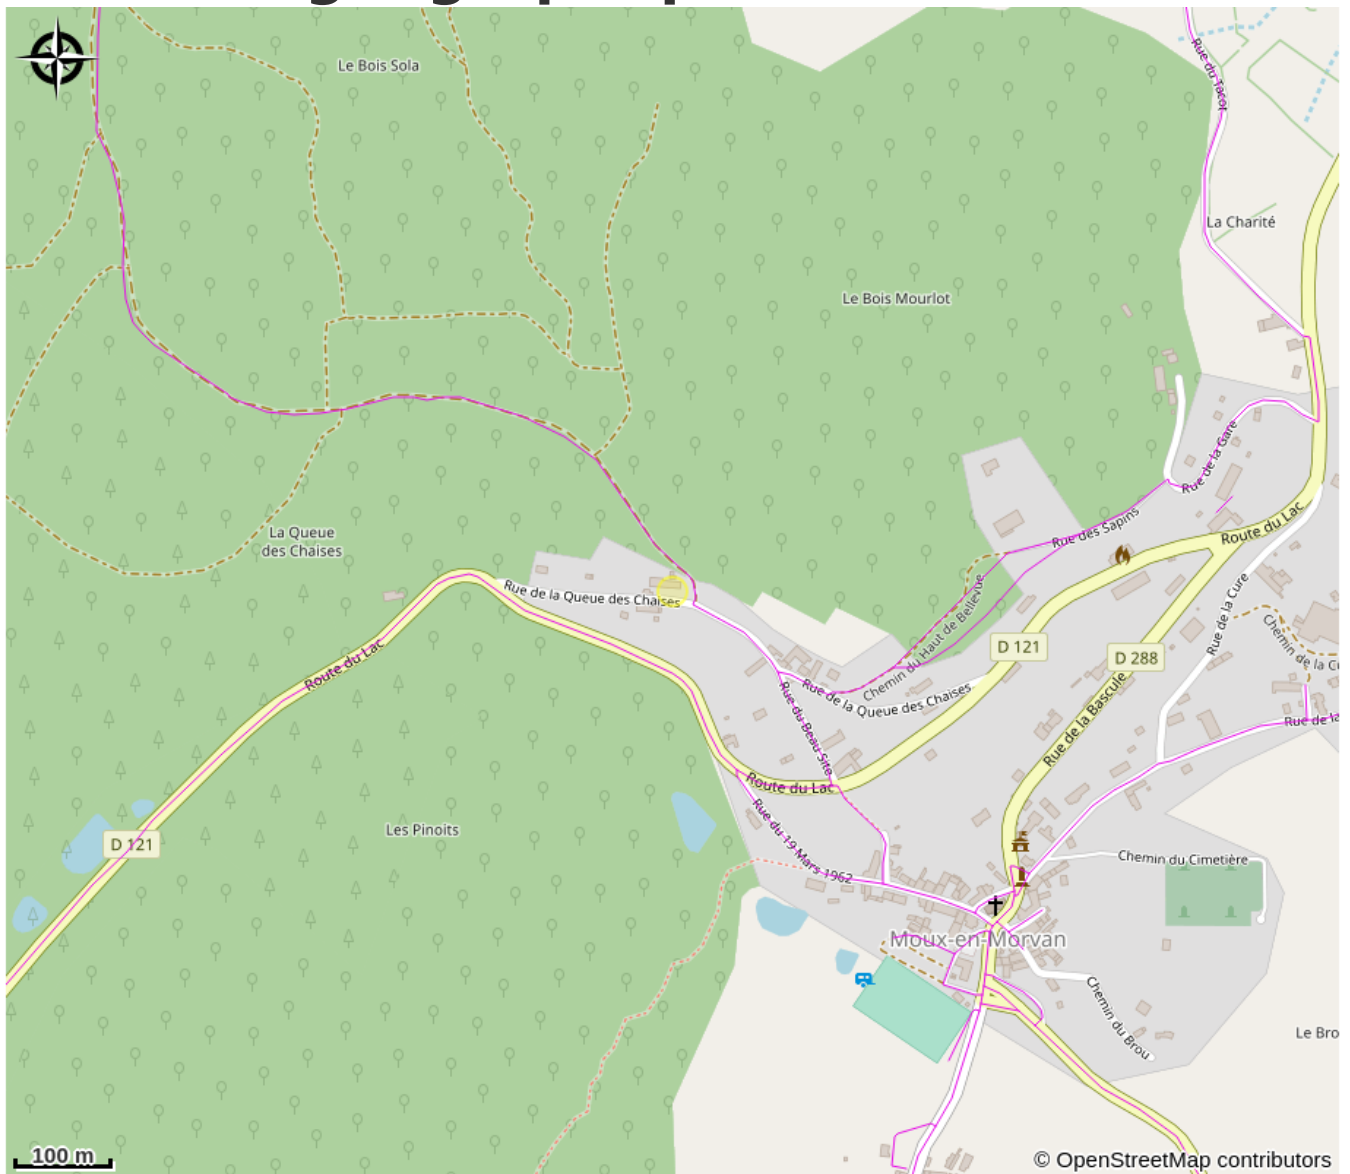 Le Bois Sola
Rue du Tacot
La Charité
Le Bois Mourlot
Rue de la Gare
Route du Lac
Rue des Sapins
La Queue
des Chaises
Rue de la Queue des Chaises
Chemin du Haut de Bellevue
Rue de la Cure
Chemin de la Cu
D 121
D 288
Route du Lac
Rue de la Queue des Chaises
Rue du Beau Site
Rue de la Bascule
Rue de la
Route du Lac
Rue du 19 Mars 1962
Les Pinoits
D 121
Chemin du Cimetière
Moux-en-Morvan
Chemin du Brou
Le Bro
100 m
© OpenStreetMap contributors